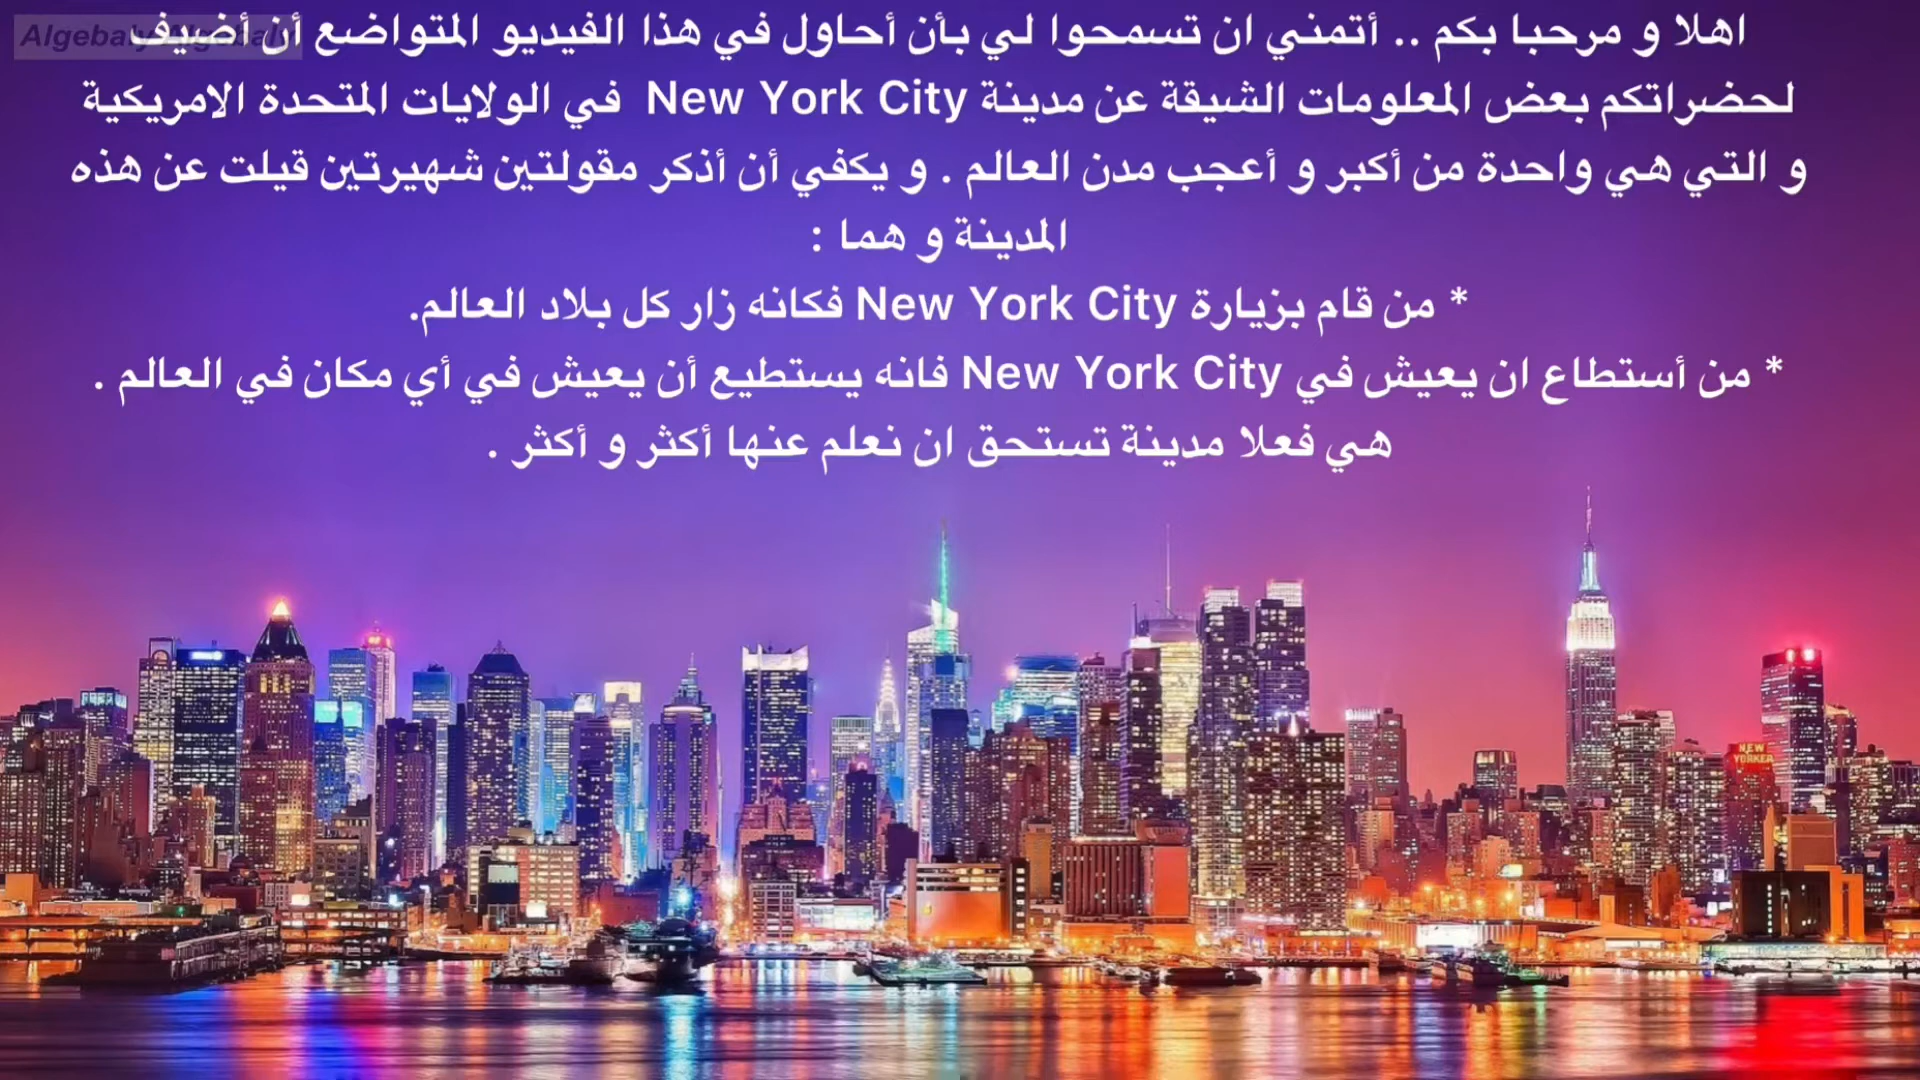 Algebaly Algebaly
اهلا و مرحبا بكم .. أتمني ان تسمحوا لي بأن أحاول في هذا الفيديو المتواضع أن أضيف
لحضراتكم بعض المعلومات الشيقة عن مدينة New York City في الولايات المتحدة الامريكية
و التي هي واحدة من أكبر و أعجب مدن العالم . و يكفي أن أذكر مقولتين شهيرتين قيلت عن هذه
المدينة و هما :
* من قام بزيارة New York City فكانه زار كل بلاد العالم.
* من أستطاع ان يعيش في New York City فانه يستطيع أن يعيش في أي مكان في العالم .
هي فعلا مدينة تستحق ان نعلم عنها أكثر و أكثر .
NEW
YORKER